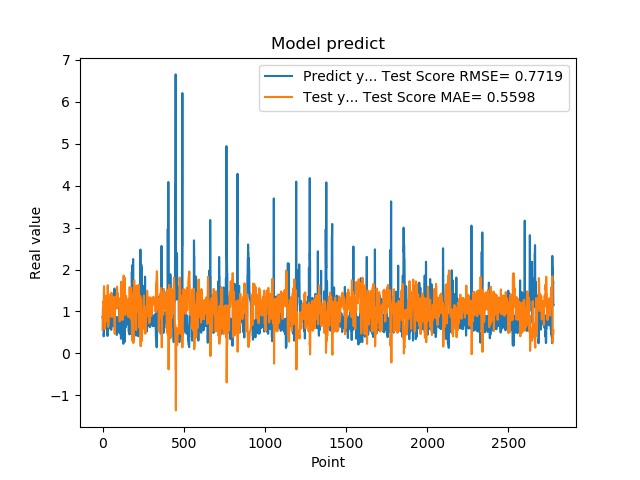 Model predict
Predict y... Test Score RMSE= 0.7719
Test y... Test Score MAE= 0.5598
7
6
5
4
3
2
1
0
−1
Real value
0 500 1000 1500 2000 2500
Point